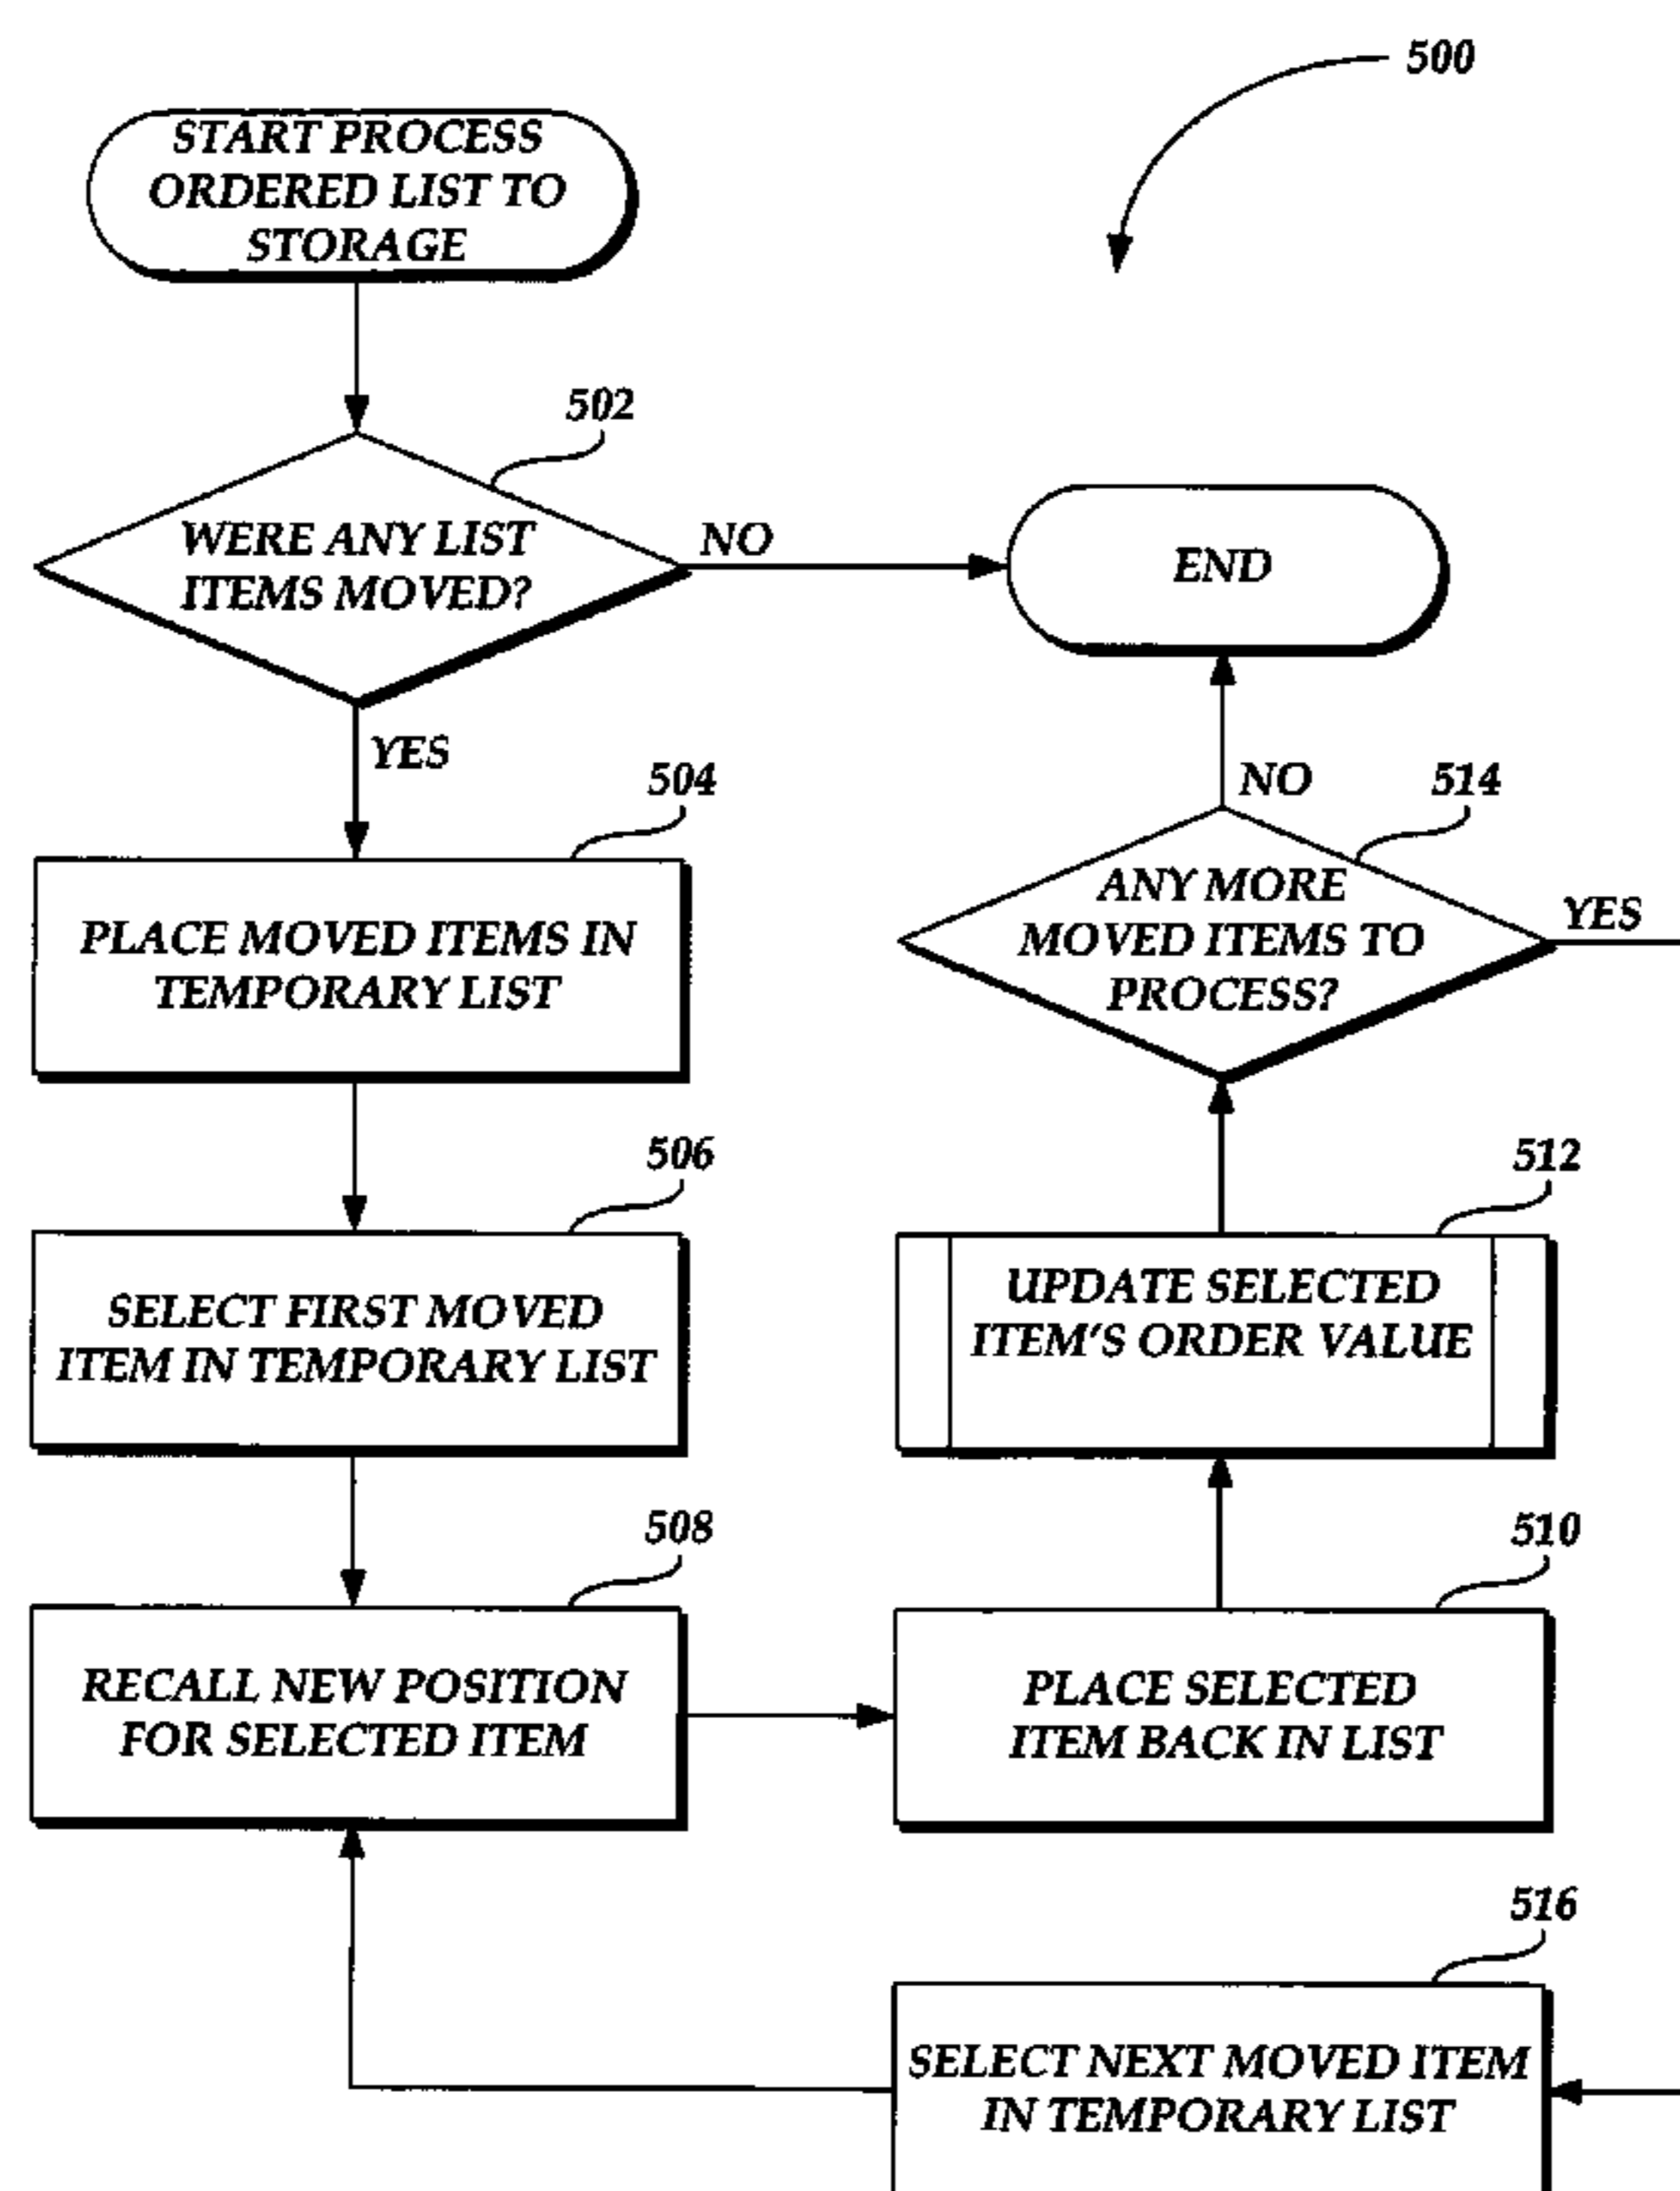 500
START PROCESS
ORDERED LIST TO
STORAGE
502
WERE ANY LIST
ITEMS MOVED?
NO
END
YES
504
PLACE MOVED ITEMS IN
TEMPORARY LIST
506
SELECT FIRST MOVED
ITEM IN TEMPORARY LIST
508
RECALL NEW POSITION
FOR SELECTED ITEM
510
PLACE SELECTED
ITEM BACK IN LIST
512
UPDATE SELECTED
ITEM'S ORDER VALUE
514
ANY MORE
MOVED ITEMS TO
PROCESS?
NO
YES
516
SELECT NEXT MOVED ITEM
IN TEMPORARY LIST